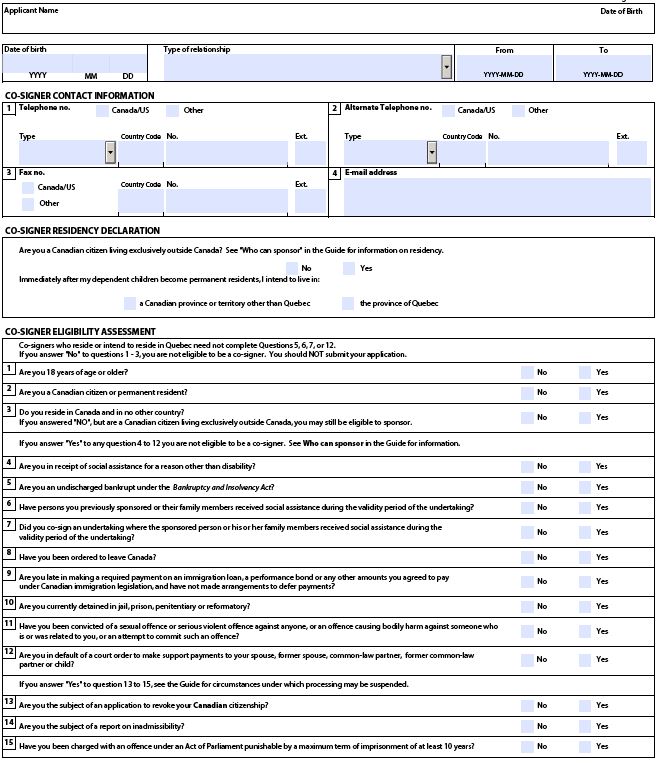 Applicant Name Date of Birth
Date of birth Type of relationship From To
YYYY MM DD YYYY-MM-DD YYYY-MM-DD
CO-SIGNER CONTACT INFORMATION
1 Telephone no. Canada/US Other 2 Alternate Telephone no. Canada/US Other
Type Country Code No. Ext. Type Country Code No. Ext.
3 Fax no. 4 E-mail address
Canada/US Country Code No. Ext.
Other
CO-SIGNER RESIDENCY DECLARATION
Are you a Canadian citizen living exclusively outside Canada? See "Who can sponsor" in the Guide for information on residency.
No Yes
Immediately after my dependent children become permanent residents, I intend to live in:
a Canadian province or territory other than Quebec the province of Quebec
CO-SIGNER ELIGIBILITY ASSESSMENT
Co-signers who reside or intend to reside in Quebec need not complete Questions 5, 6, 7, or 12.
If you answer "No" to questions 1 - 3, you are not eligible to be a co-signer. You should NOT submit your application.
1 Are you 18 years of age or older? No Yes
2 Are you a Canadian citizen or permanent resident? No Yes
3 Do you reside in Canada and in no other country? No Yes
If you answered "NO", but are a Canadian citizen living exclusively outside Canada, you may still be eligible to sponsor.
If you answer "Yes" to any question 4 to 12 you are not eligible to be a co-signer. See Who can sponsor in the Guide for information.
4 Are you in receipt of social assistance for a reason other than disability? No Yes
5 Are you an undischarged bankrupt under the Bankruptcy and Insolvency Act? No Yes
6 Have persons you previously sponsored or their family members received social assistance during the validity period of the undertaking? No Yes
7 Did you co-sign an undertaking where the sponsored person or his or her family members received social assistance during the No Yes
validity period of the undertaking?
8 Have you been ordered to leave Canada? No Yes
9 Are you late in making a required payment on an immigration loan, a performance bond or any other amounts you agreed to pay No Yes
under Canadian immigration legislation, and have not made arrangements to defer payments?
10 Are you currently detained in jail, prison, penitentiary or reformatory? No Yes
11 Have you been convicted of a sexual offence or serious violent offence against anyone, or an offence causing bodily harm against someone who No Yes
is or was related to you, or an attempt to commit such an offence?
12 Are you in default of a court order to make support payments to your spouse, former spouse, common-law partner, former common-law No Yes
partner or child?
If you answer "Yes" to question 13 to 15, see the Guide for circumstances under which processing may be suspended.
13 Are you the subject of an application to revoke your Canadian citizenship? No Yes
14 Are you the subject of a report on inadmissibility? No Yes
15 Have you been charged with an offence under an Act of Parliament punishable by a maximum term of imprisonment of at least 10 years? No Yes